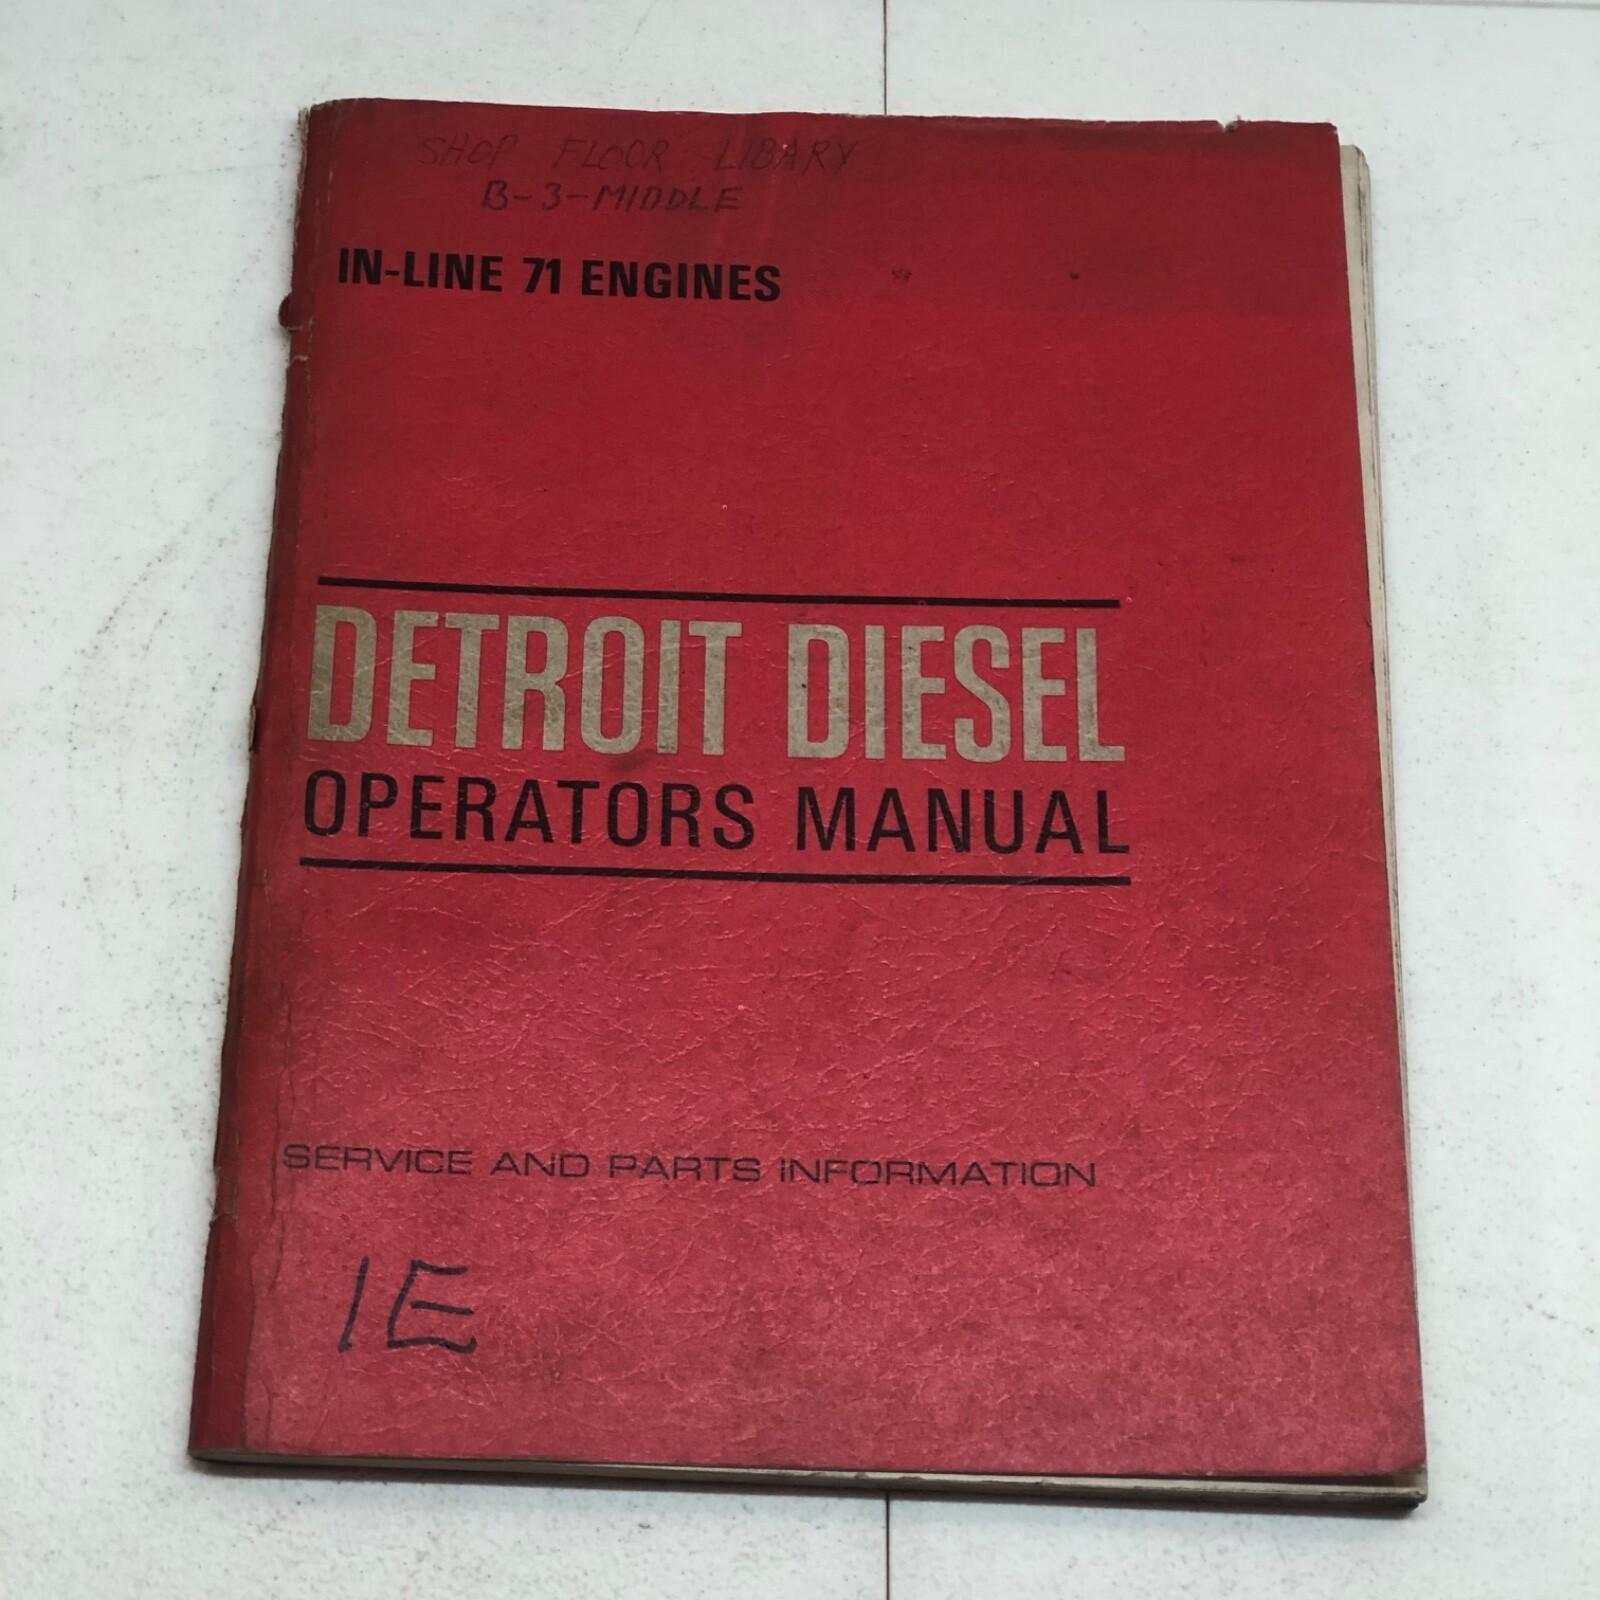 SHOP FLOOR LIBARY
B-3-MIDDLE
IN-LINE 71 ENGINES
DETROIT DIESEL
OPERATORS MANUAL
SERVICE AND PARTS INFORMATION
1E